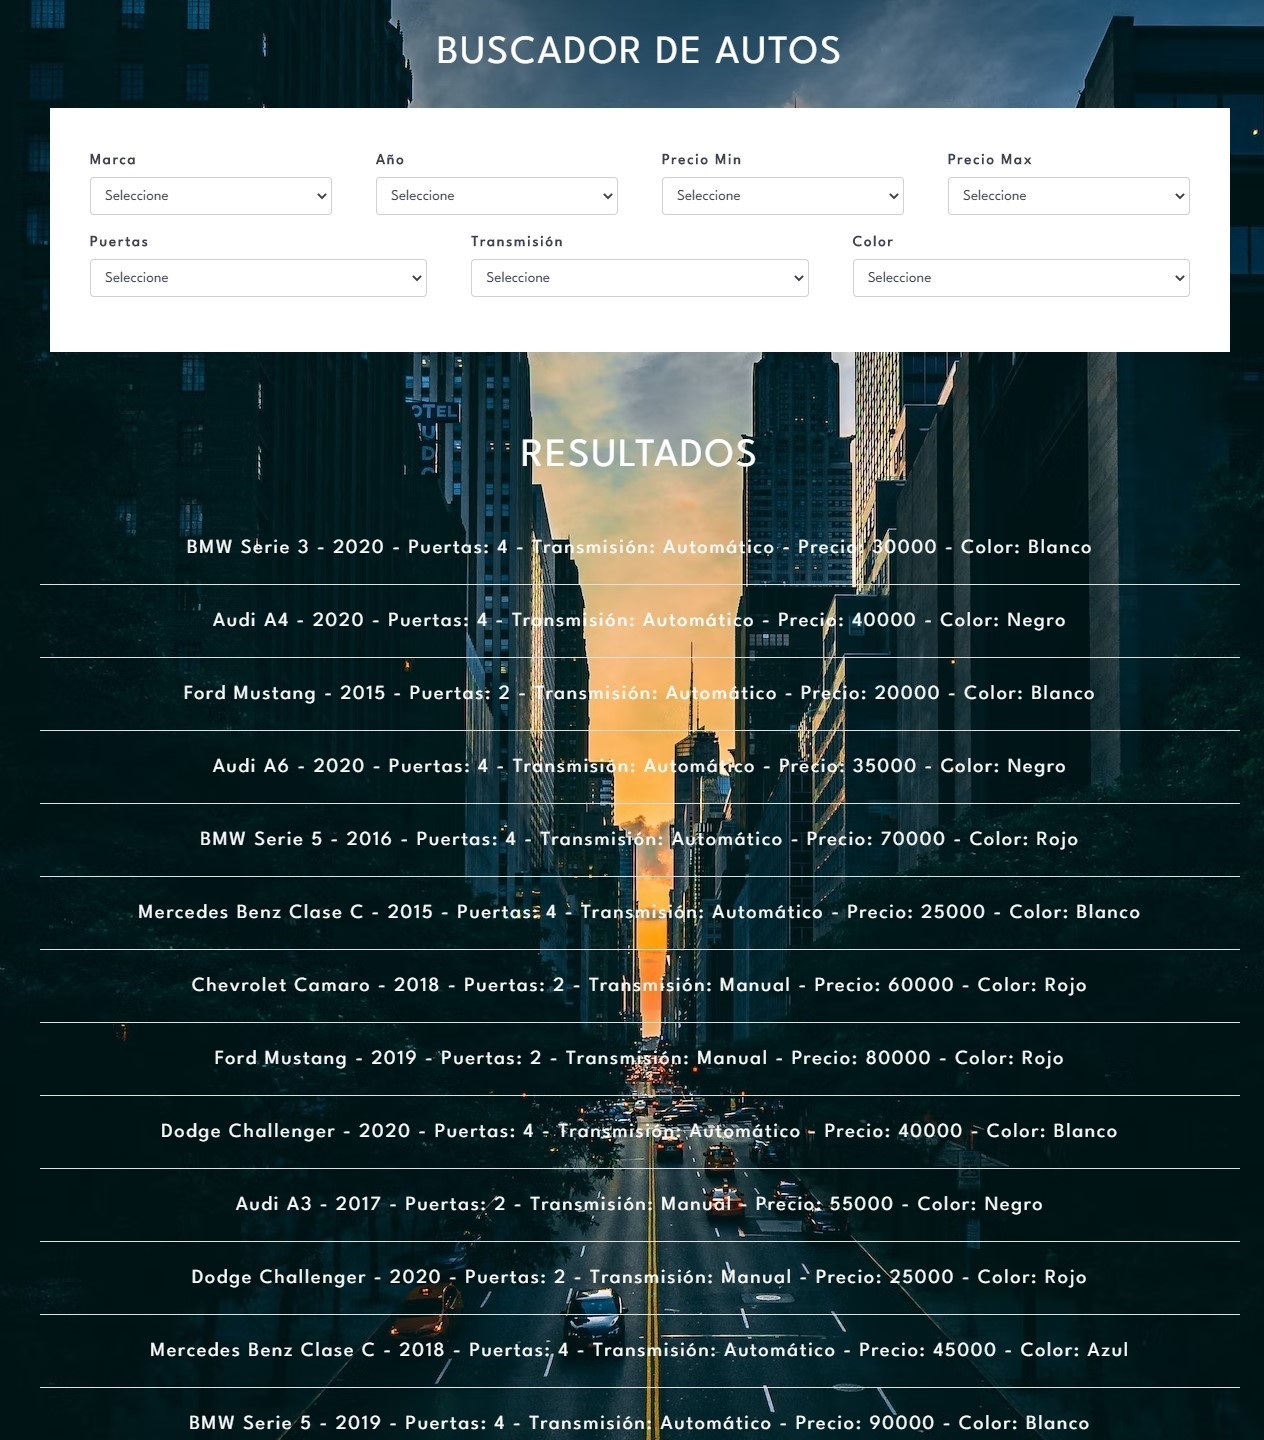 BUSCADOR DE AUTOS
Marca Año Precio Min Precio Max
Seleccione Seleccione Seleccione Seleccione
Puertas Transmisión Color
Seleccione Seleccione Seleccione
OTEL
RESULTADOS
BMW Serie 3 - 2020 - Puertas: 4 - Transmisión: Automático - Precio: 30000 - Color: Blanco
Audi A4 - 2020 - Puertas: 4 - Transmisión: Automático - Precio: 40000 - Color: Negro
Ford Mustang - 2015 - Puertas: 2 - Transmisión: Automático - Precio: 20000 - Color: Blanco
Audi A6 - 2020 - Puertas: 4 - Transmisión: Automático - Precio: 35000 - Color: Negro
BMW Serie 5 - 2016 - Puertas: 4 - Transmisión: Automático - Precio: 70000 - Color: Rojo
Mercedes Benz Clase C - 2015 - Puertas: 4 - Transmisión: Automático - Precio: 25000 - Color: Blanco
Chevrolet Camaro - 2018 - Puertas: 2 - Transmisión: Manual - Precio: 60000 - Color: Rojo
Ford Mustang - 2019 - Puertas: 2 - Transmisión: Manual - Precio: 80000 - Color: Rojo
Dodge Challenger - 2020 - Puertas: 4 - Transmisión: Automático - Precio: 40000 - Color: Blanco
Audi A3 - 2017 - Puertas: 2 - Transmisión: Manual - Precio: 55000 - Color: Negro
Dodge Challenger - 2020 - Puertas: 2 - Transmisión: Manual - Precio: 25000 - Color: Rojo
Mercedes Benz Clase C - 2018 - Puertas: 4 - Transmisión: Automático - Precio: 45000 - Color: Azul
BMW Serie 5 - 2019 - Puertas: 4 - Transmisión: Automático - Precio: 90000 - Color: Blanco